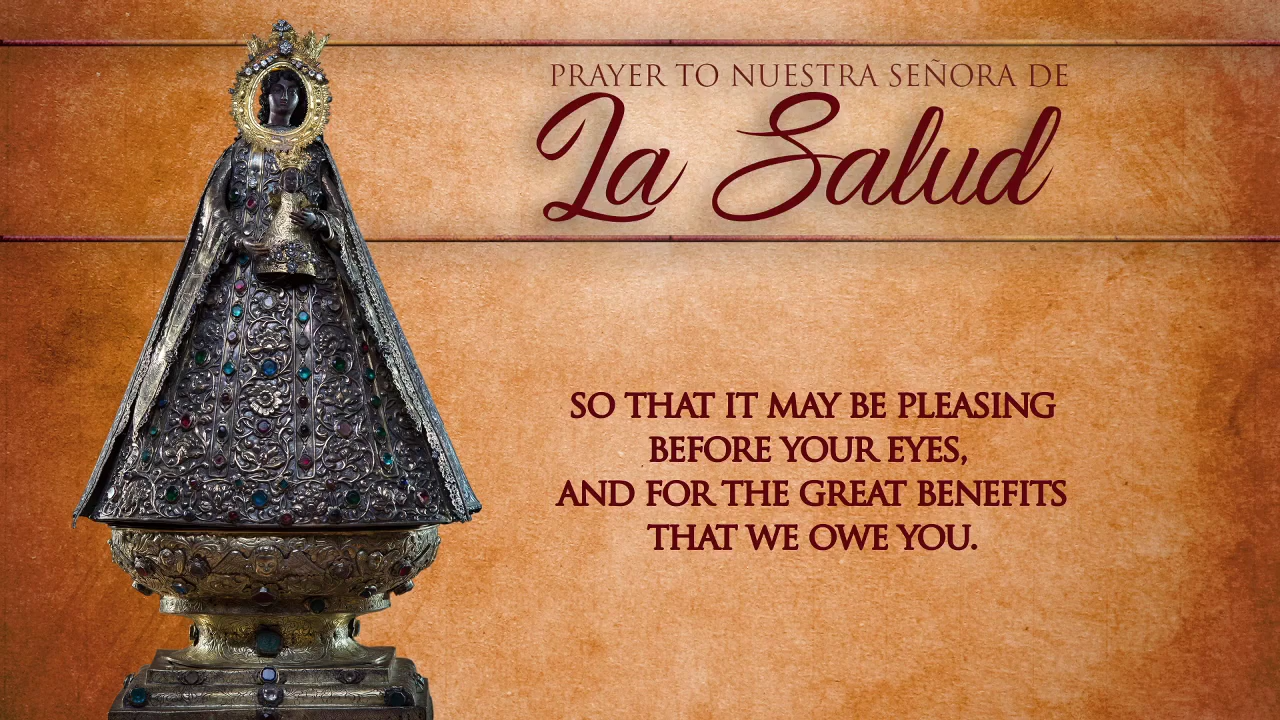 PRAYER TO NUESTRA SEÑORA DE
La Salud
SO THAT IT MAY BE PLEASING
BEFORE YOUR EYES,
AND FOR THE GREAT BENEFITS
THAT WE OWE YOU.